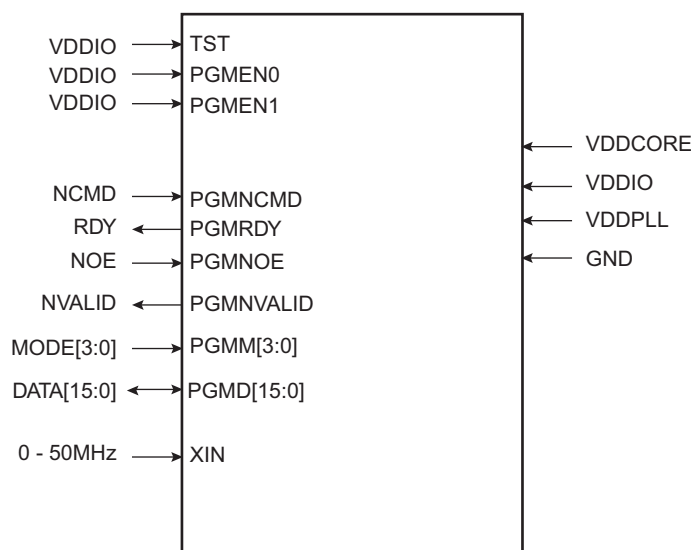 VDDIO TST
VDDIO PGMEN0
VDDIO PGMEN1
VDDCORE
VDDIO
NCMD PGMNCMD
VDDPLL
RDY PGMRDY
GND
NOE PGMNOE
NVALID PGMNVALID
MODE[3:0] PGMM[3:0]
DATA[15:0] PGMD[15:0]
0 - 50MHz XIN